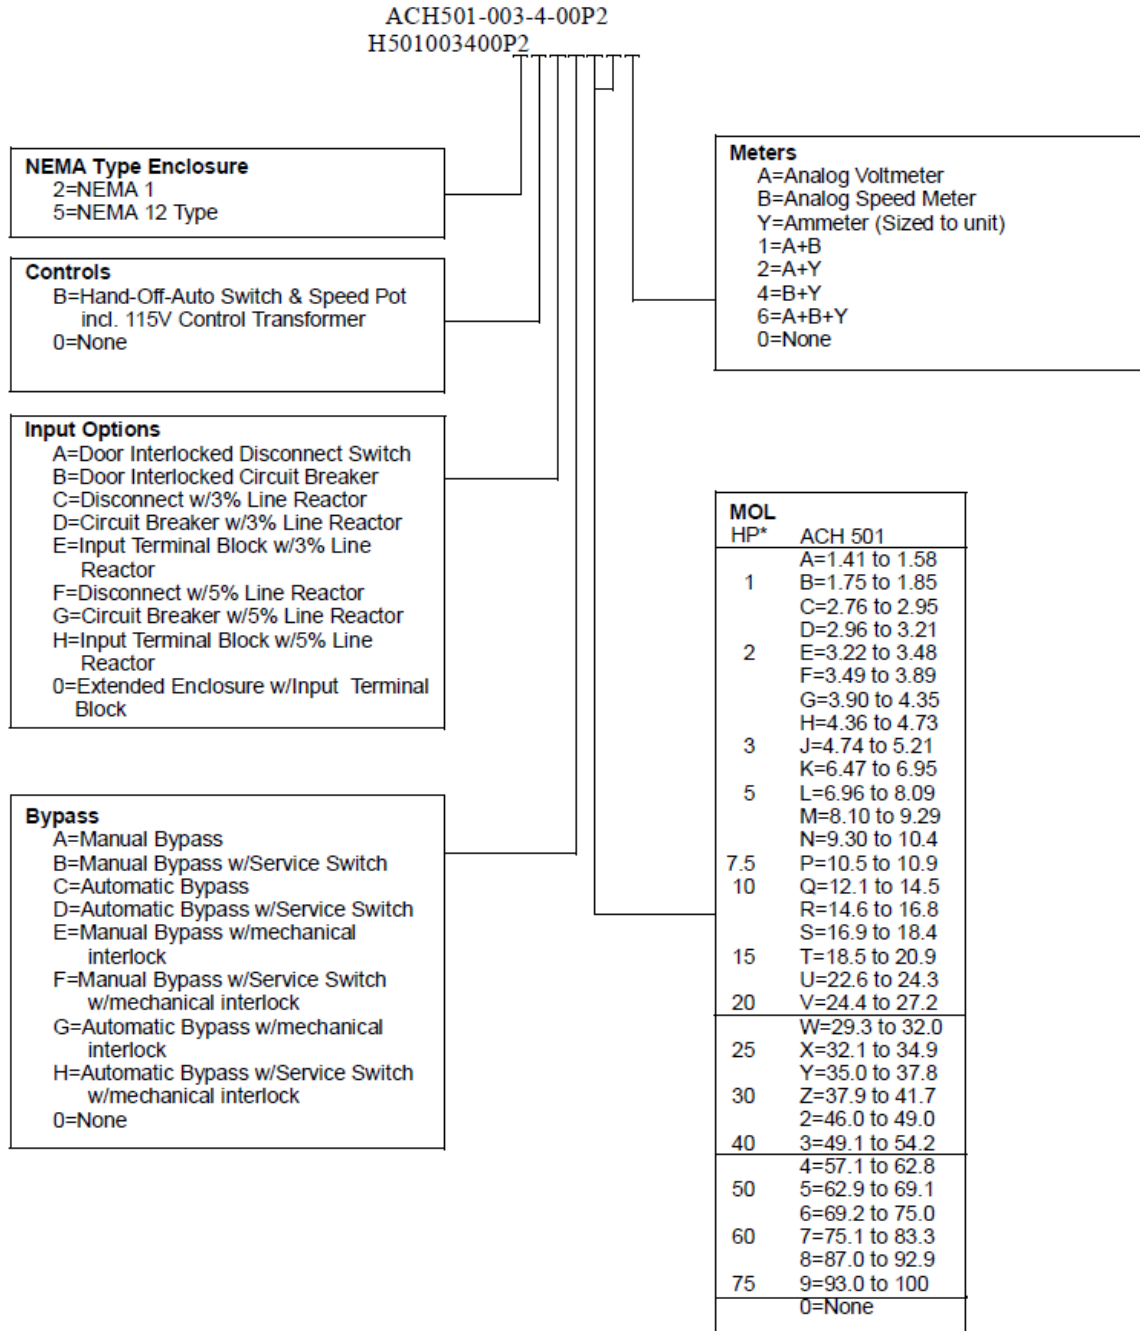 ACH501-003-4-00P2
H501003400P2
NEMA Type Enclosure
2=NEMA 1
5=NEMA 12 Type
Controls
B=Hand-Off-Auto Switch & Speed Pot
incl. 115V Control Transformer
0=None
Input Options
A=Door Interlocked Disconnect Switch
B=Door Interlocked Circuit Breaker
C=Disconnect w/3% Line Reactor
D=Circuit Breaker w/3% Line Reactor
E=Input Terminal Block w/3% Line
Reactor
F=Disconnect w/5% Line Reactor
G=Circuit Breaker w/5% Line Reactor
H=Input Terminal Block w/5% Line
Reactor
0=Extended Enclosure w/Input Terminal
Block
Bypass
A=Manual Bypass
B=Manual Bypass w/Service Switch
C=Automatic Bypass
D=Automatic Bypass w/Service Switch
E=Manual Bypass w/mechanical
interlock
F=Manual Bypass w/Service Switch
w/mechanical interlock
G=Automatic Bypass w/mechanical
interlock
H=Automatic Bypass w/Service Switch
w/mechanical interlock
0=None
Meters
A=Analog Voltmeter
B=Analog Speed Meter
Y=Ammeter (Sized to unit)
1=A+B
2=A+Y
4=B+Y
6=A+B+Y
0=None
MOL
HP* ACH 501
A=1.41 to 1.58
1 B=1.75 to 1.85
C=2.76 to 2.95
D=2.96 to 3.21
2 E=3.22 to 3.48
F=3.49 to 3.89
G=3.90 to 4.35
H=4.36 to 4.73
3 J=4.74 to 5.21
K=6.47 to 6.95
5 L=6.96 to 8.09
M=8.10 to 9.29
N=9.30 to 10.4
7.5 P=10.5 to 10.9
10 Q=12.1 to 14.5
R=14.6 to 16.8
S=16.9 to 18.4
15 T=18.5 to 20.9
U=22.6 to 24.3
20 V=24.4 to 27.2
W=29.3 to 32.0
25 X=32.1 to 34.9
Y=35.0 to 37.8
30 Z=37.9 to 41.7
2=46.0 to 49.0
40 3=49.1 to 54.2
4=57.1 to 62.8
50 5=62.9 to 69.1
6=69.2 to 75.0
60 7=75.1 to 83.3
8=87.0 to 92.9
75 9=93.0 to 100
0=None